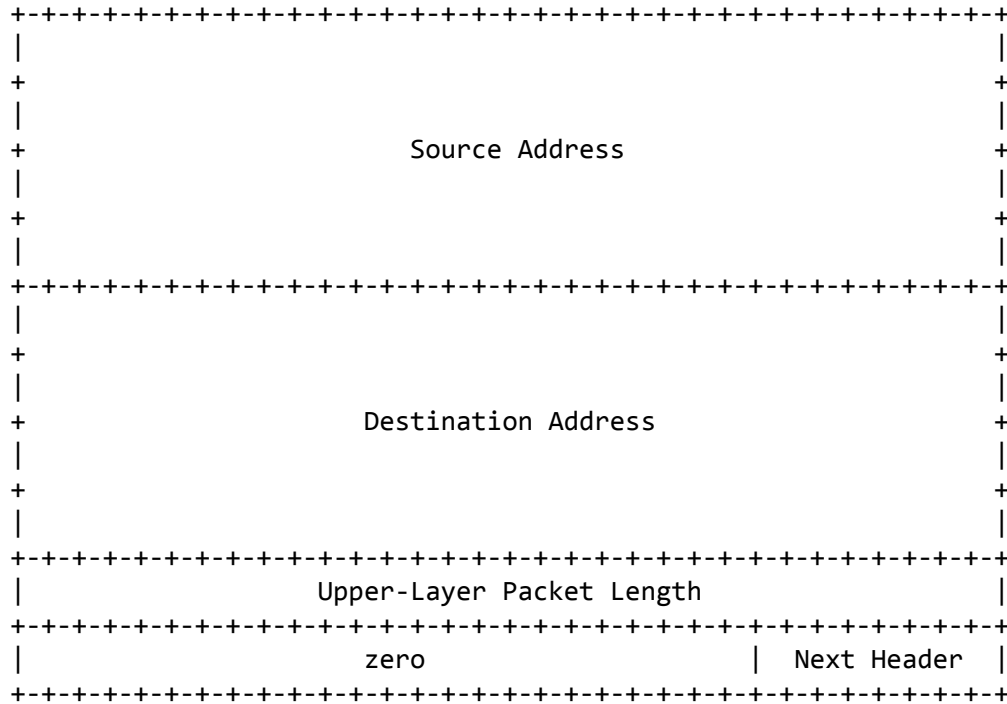 Source Address
Destination Address
Upper-Layer Packet Length
zero | Next Header